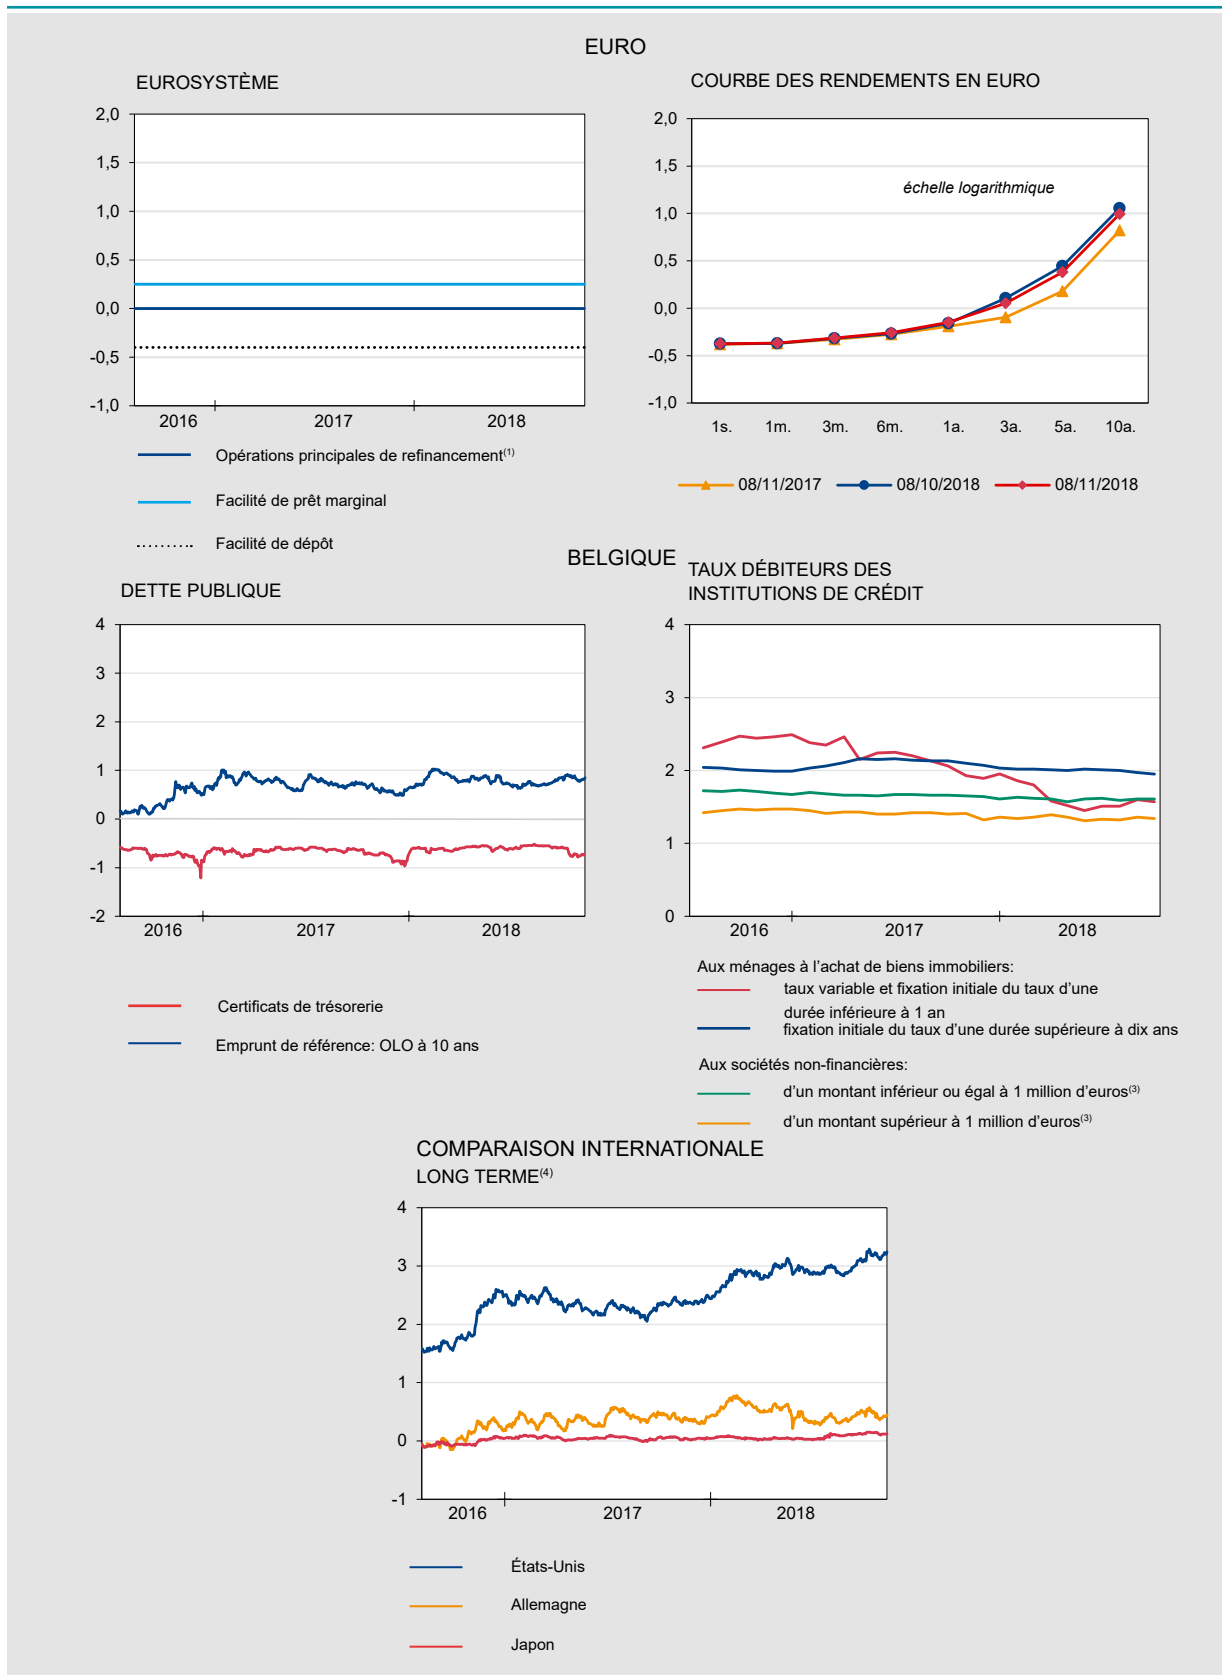 EURO
EUROSYSTÈME
2,0
1,5
1,0
0,5
0,0
-0,5
-1,0
2016 2017 2018
Opérations principales de refinancement(1)
Facilité de prêt marginal
Facilité de dépôt
COURBE DES RENDEMENTS EN EURO
2,0
1,5
1,0
0,5
0,0
-0,5
-1,0
échelle logarithmique
1s. 1m. 3m. 6m. 1a. 3a. 5a. 10a.
08/11/2017 08/10/2018 08/11/2018
BELGIQUE
DETTE PUBLIQUE
4
3
2
1
0
-1
-2
2016 2017 2018
Certificats de trésorerie
Emprunt de référence: OLO à 10 ans
TAUX DÉBITEURS DES
INSTITUTIONS DE CRÉDIT
4
3
2
1
0
2016 2017 2018
Aux ménages à l’achat de biens immobiliers:
taux variable et fixation initiale du taux d’une
durée inférieure à 1 an
fixation initiale du taux d’une durée supérieure à dix ans
Aux sociétés non-financières:
d’un montant inférieur ou égal à 1 million d’euros(3)
d’un montant supérieur à 1 million d’euros(3)
COMPARAISON INTERNATIONALE
LONG TERME(4)
4
3
2
1
0
-1
2016 2017 2018
États-Unis
Allemagne
Japon